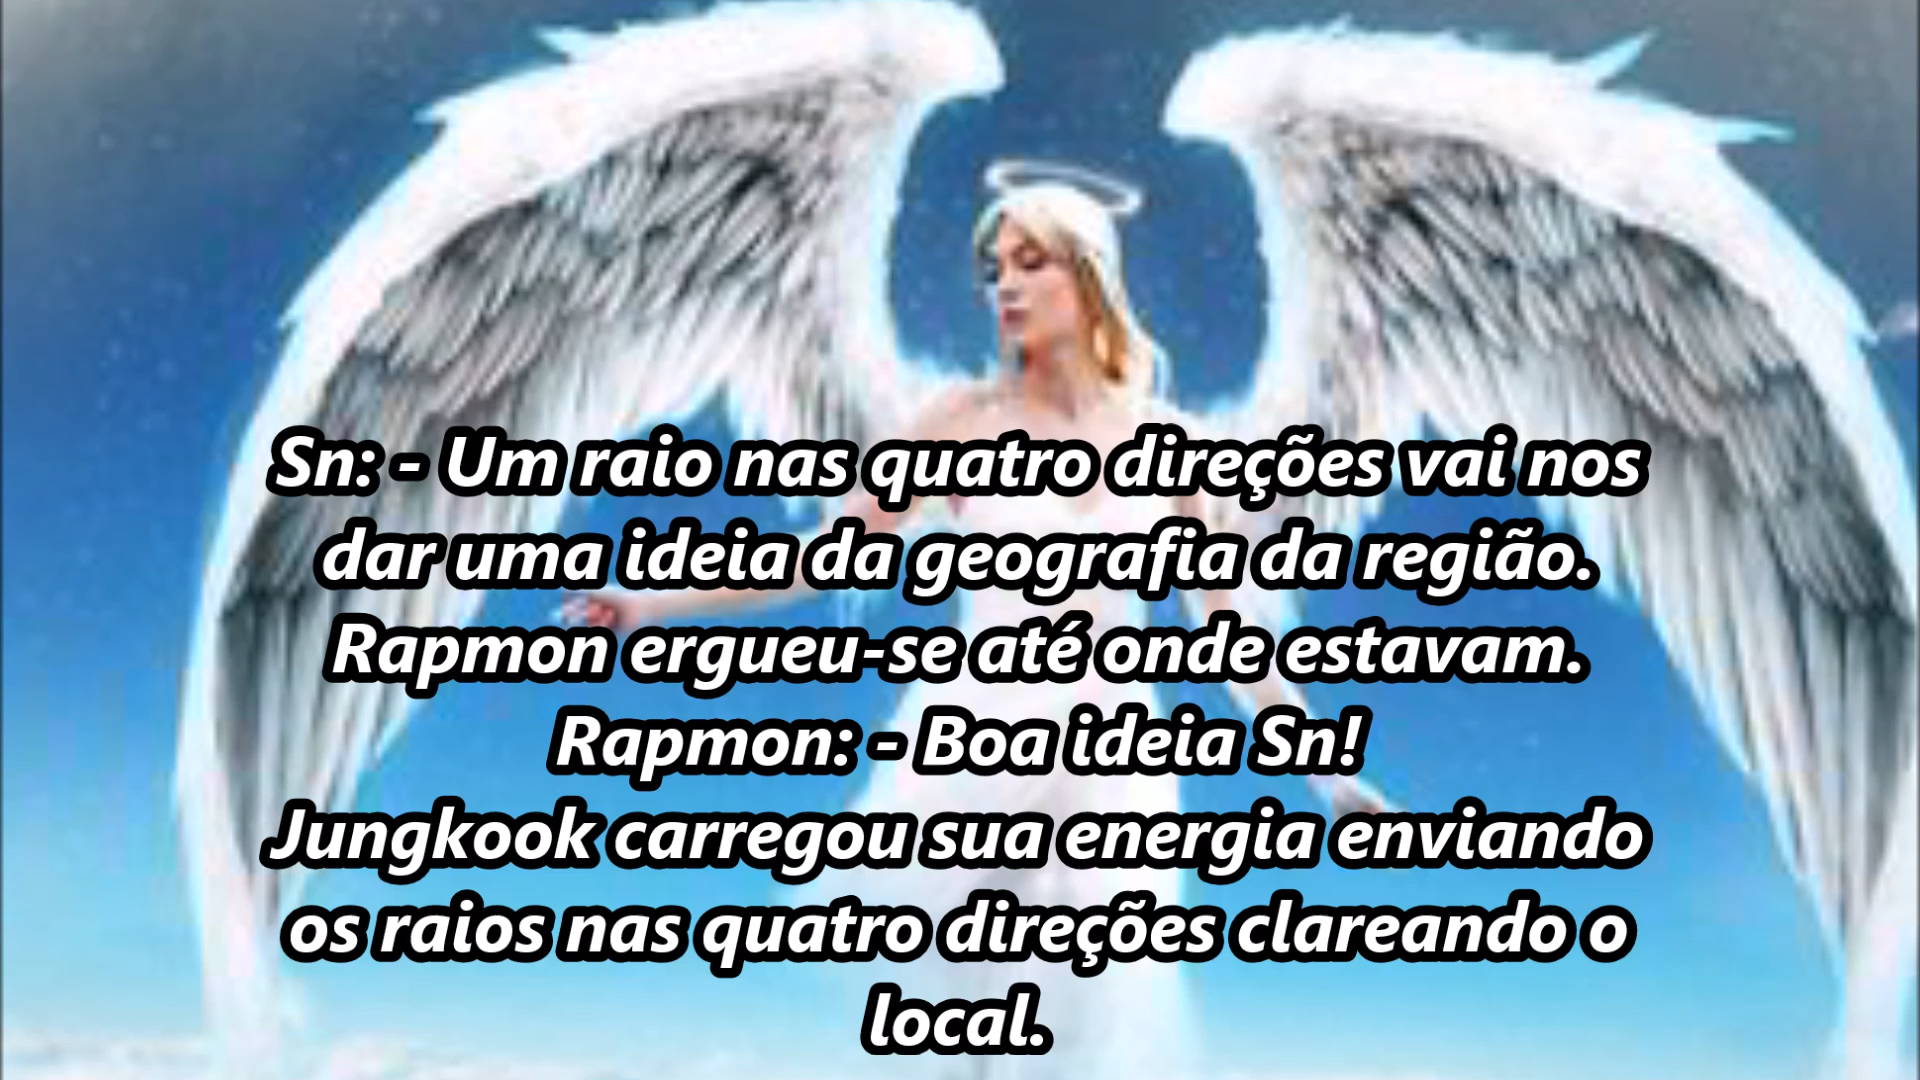 Sn: - Um raio nas quatro direções vai nos
dar uma ideia da geografia da região.
Rapmon ergueu-se até onde estavam.
Rapmon: - Boa ideia Sn!
Jungkook carregou sua energia enviando
os raios nas quatro direções clareando o
local.